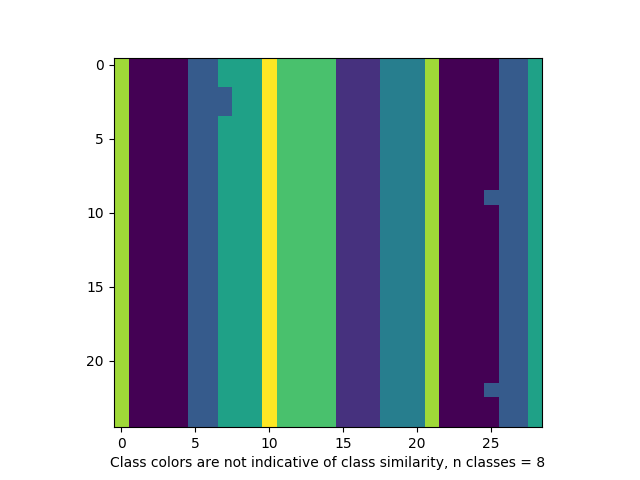 0
5
10
15
20
0 5 10 15 20 25
Class colors are not indicative of class similarity, n classes = 8